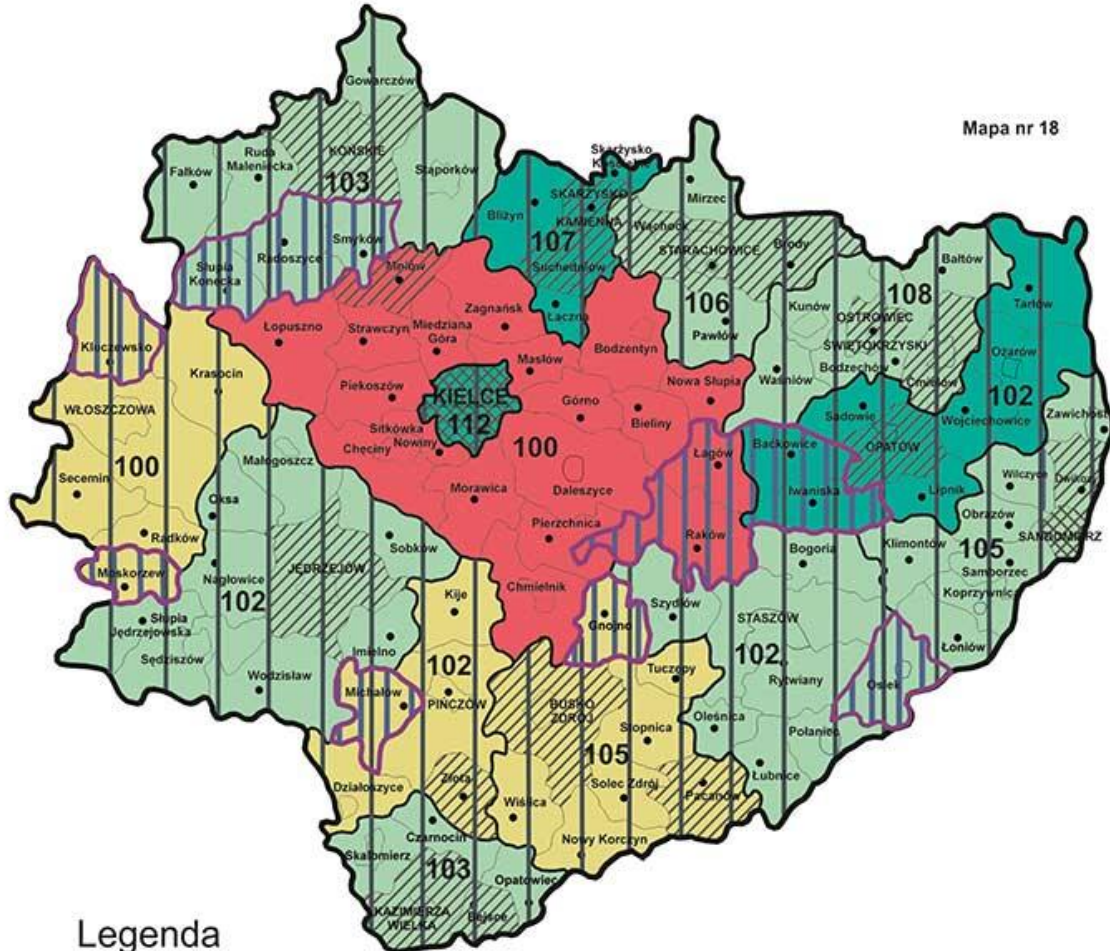 Mapa nr 18
Gowarczów
Ruda
Maleniecka
KOŃSKIE
Fałków
103
Stąporków
Smyków
Radoszyce
Słupia
Konecka
Skarżysko
SKARŻYSKO
KAMIENNA
Bliżyn
107
Suchedniów
Łączna
Mirzec
Wąchock
STARACHOWICE
Brody
106
Pawłów
Bałtów
108
Kunów
OSTROWIEC
ŚWIĘTOKRZYSKI
Bodzechów
Ćmielów
Waśniów
Tarłów
Ożarów
102
Wojciechowice
Sadowie
OPATÓW
Baćkowice
Iwaniska
Lipnik
Zawichost
Wilczyce
Dwikozy
Obrazów
SANDOMIERZ
105
Klimontów
Samborzec
Koprzywnica
Łoniów
Mniów
Zagnańsk
Łopuszno
Strawczyn
Miedziana
Góra
Bodzentyn
Masłów
Piekoszów
KIELCE
112
Nowa Słupia
Górno
Bieliny
Sitkówka
Nowiny
Chęciny
100
Łagów
Morawica
Daleszyce
Pierzchnica
Raków
Chmielnik
Kluczewsko
Krasocin
WŁOSZCZOWA
100
Secemin
Radków
Moskorzew
Małogoszcz
Oksa
Sobków
JĘDRZEJÓW
Nagłowice
102
Słupia
Jędrzejowska
Sędziszów
Imielno
Wodzisław
Kije
102
Michałów
PIŃCZÓW
Działoszyce
Złota
Gnojno
Szydłów
Bogoria
STASZÓW
102
Tuczępy
Rytwiany
Osiek
Oleśnica
Połaniec
Łubnice
BUSKO
ZDRÓJ
Stopnica
105
Solec Zdrój
Pacanów
Wiślica
Nowy Korczyn
Czarnocin
Skalbmierz
103
Opatowiec
KAZIMIERZA
WIELKA
Bejsce
Legenda